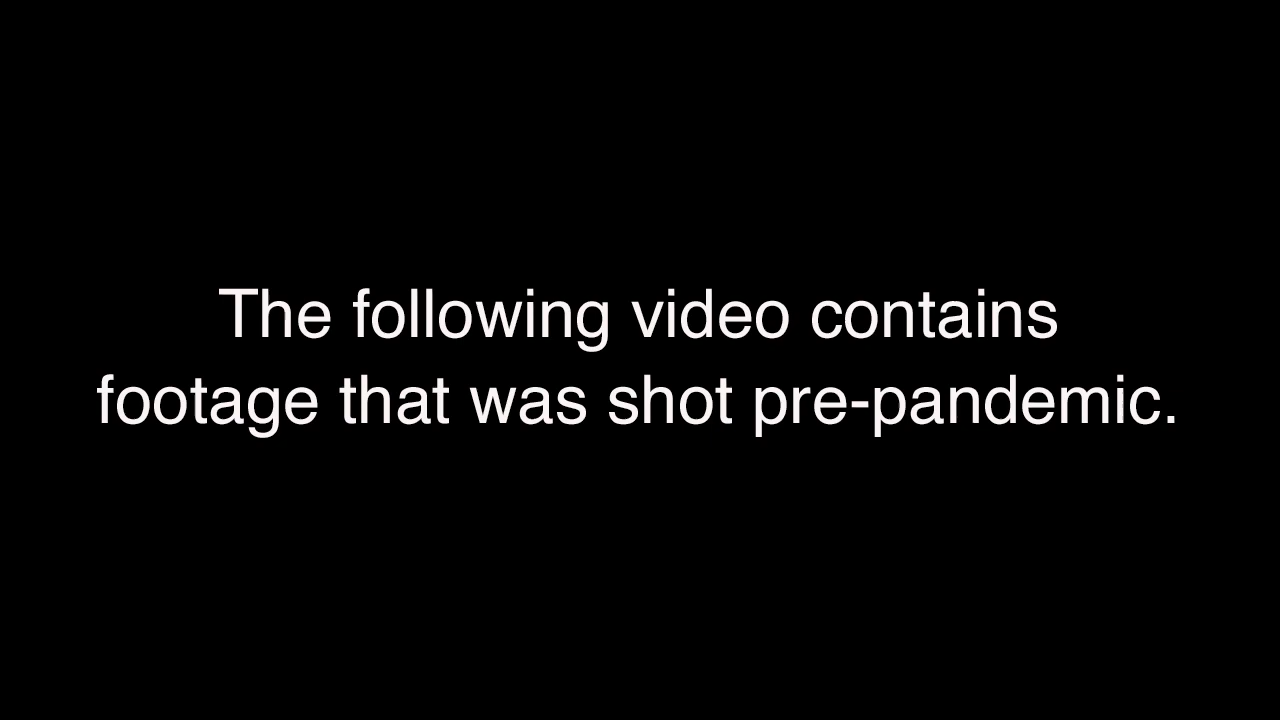 The following video contains
footage that was shot pre-pandemic.